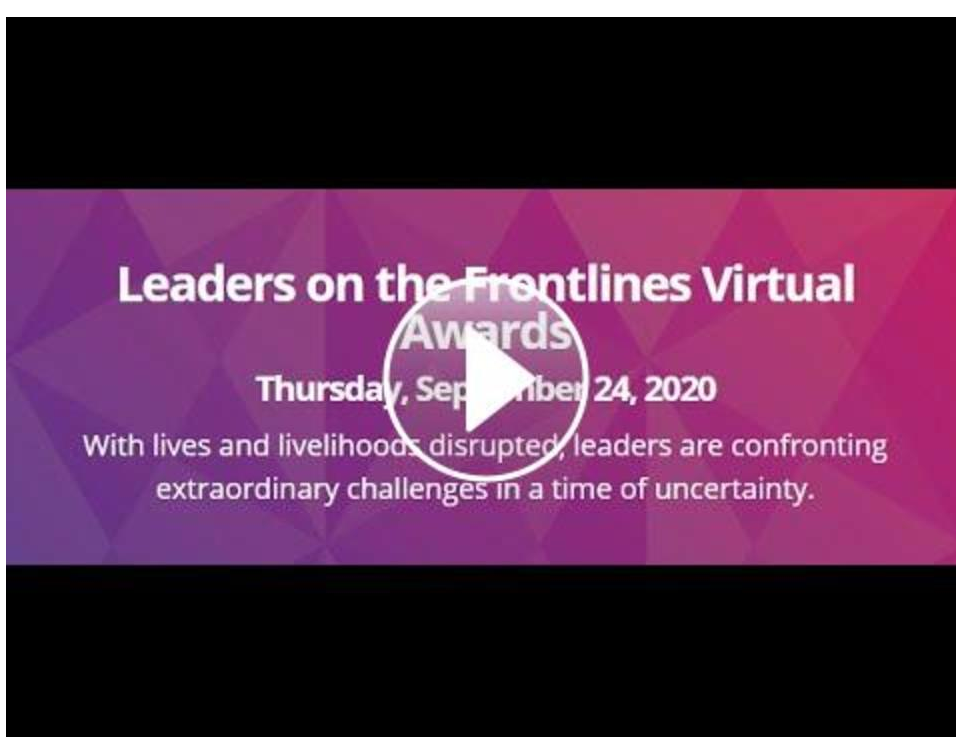 Leaders on the Frontlines Virtual
Awards
Thursday, September 24, 2020
With lives and livelihoods disrupted, leaders are confronting
extraordinary challenges in a time of uncertainty.